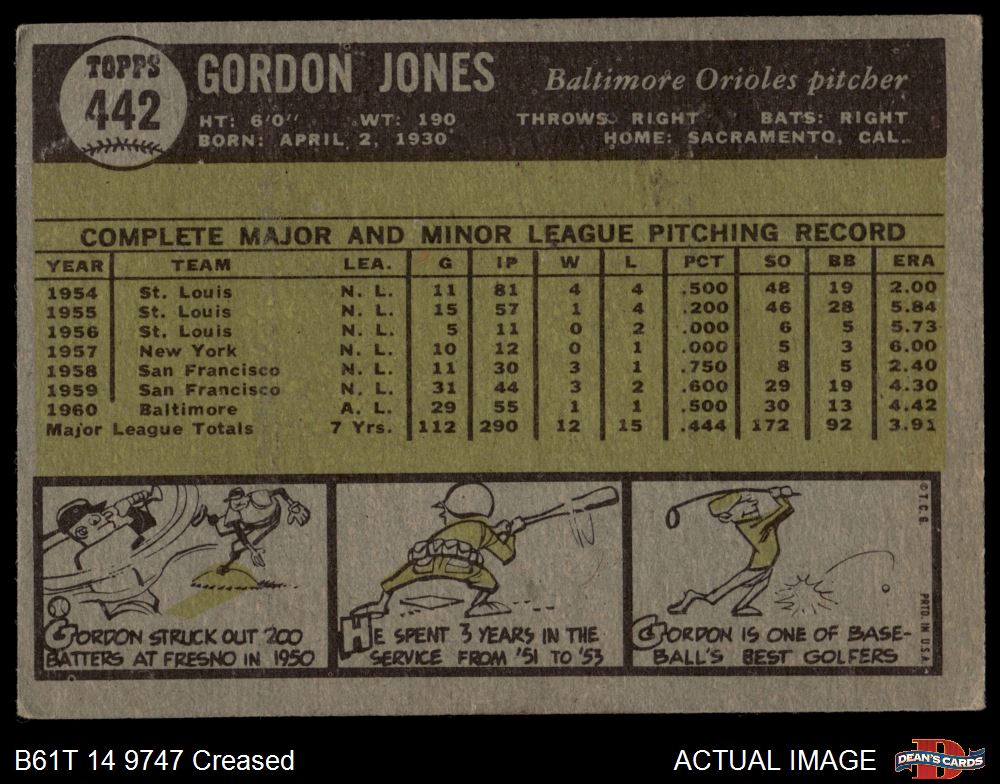 TOPPS
442
GORDON JONES
Baltimore Orioles pitcher
HT: 6'0" WT: 190 THROWS: RIGHT BATS: RIGHT
BORN: APRIL 2, 1930 HOME: SACRAMENTO, CAL.
COMPLETE MAJOR AND MINOR LEAGUE PITCHING RECORD
YEAR TEAM LEA. G IP W L PCT SO BB ERA
1954 St. Louis N. L. 11 81 4 4 .500 48 19 2.00
1955 St. Louis N. L. 15 57 1 4 .200 46 28 5.84
1956 St. Louis N. L. 5 11 0 2 .000 6 5 5.73
1957 New York N. L. 10 12 0 1 .000 5 3 6.00
1958 San Francisco N. L. 11 30 3 1 .750 8 5 2.40
1959 San Francisco N. L. 31 44 3 2 .600 29 19 4.30
1960 Baltimore A. L. 29 55 1 1 .500 30 13 4.42
Major League Totals 7 Yrs. 112 290 12 15 .444 172 92 3.91
GORDON STRUCK OUT 200
BATTERS AT FRESNO IN 1950
HE SPENT 3 YEARS IN THE
SERVICE FROM '51 TO '53
GORDON IS ONE OF BASE-
BALL'S BEST GOLFERS
© T. C. G.
PRTD. IN U.S.A.
B61T 14 9747 Creased
ACTUAL IMAGE
DEAN'S CARDS